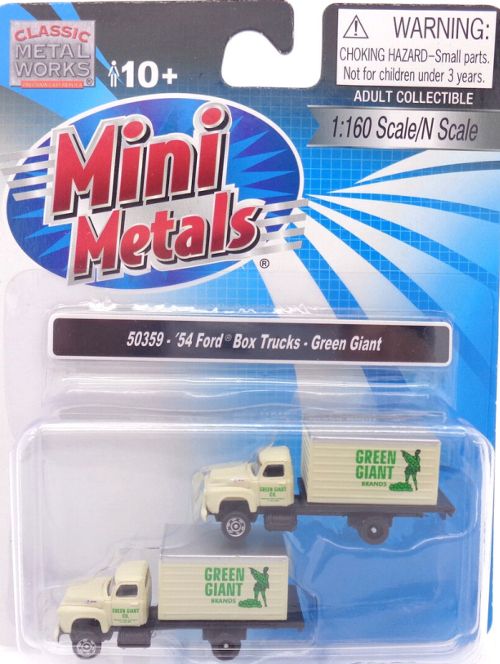 CLASSIC
METAL
WORKS
10+
WARNING:
CHOKING HAZARD-Small parts.
Not for children under 3 years.
ADULT COLLECTIBLE
1:160 Scale/N Scale
Mini
Metals®
50359 - '54 Ford® Box Trucks - Green Giant
GREEN
GIANT
BRANDS
GREEN GIANT
CO.
GREEN
GIANT
BRANDS
GREEN GIANT
CO.